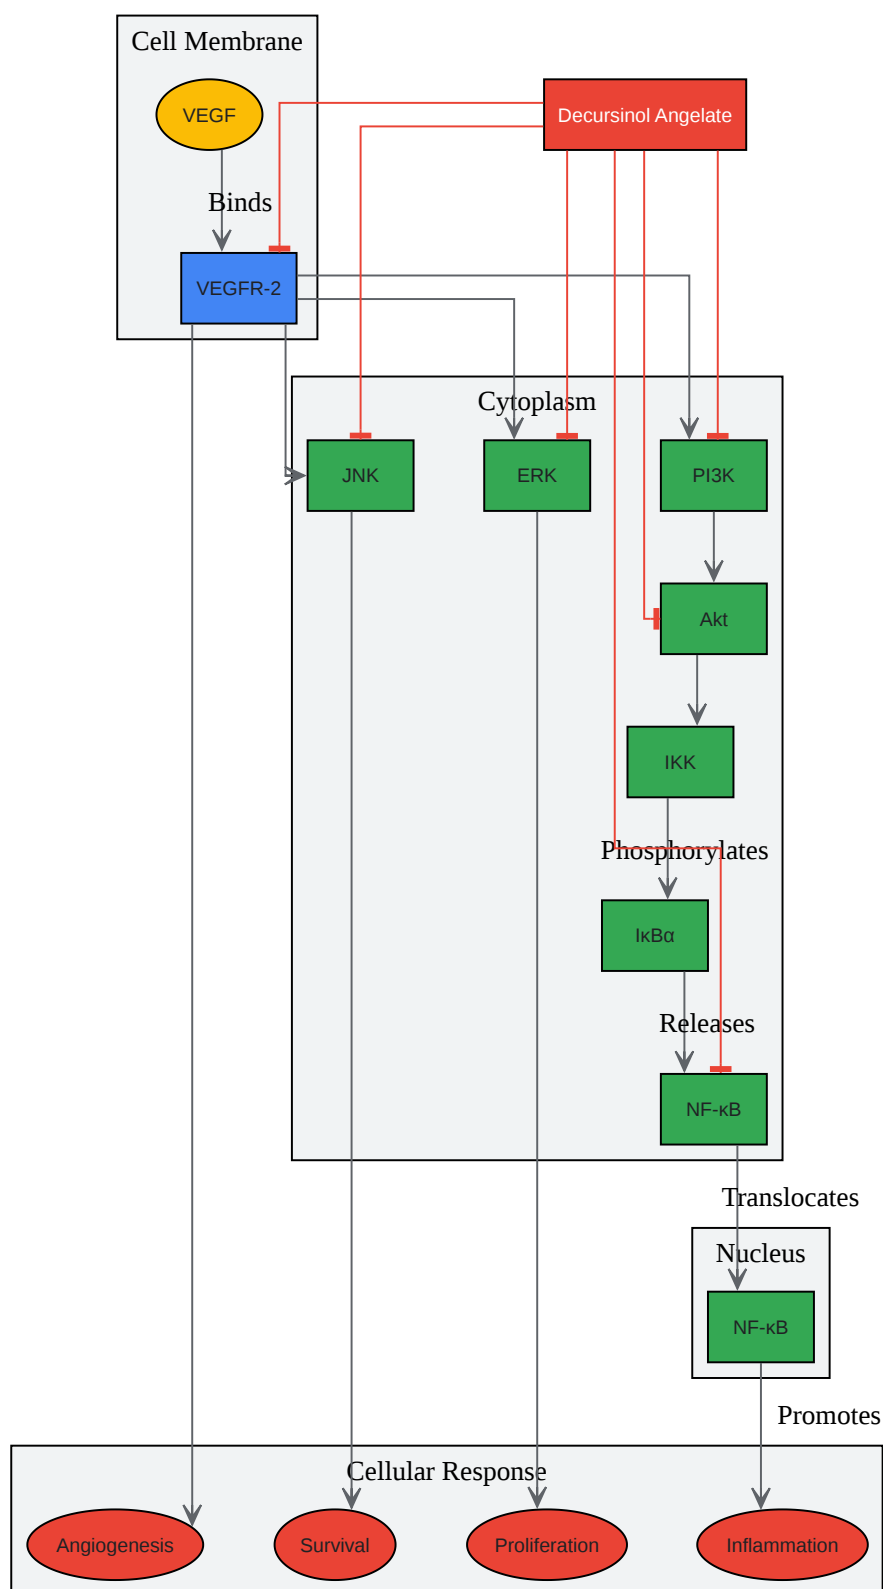 Cell Membrane
VEGF
Decursinol Angelate
Binds
VEGFR-2
Cytoplasm
JNK
ERK
PI3K
Akt
IKK
Phosphorylates
IκBα
Releases
NF-κB
Translocates
Nucleus
NF-κB
Promotes
Cellular Response
Angiogenesis
Survival
Proliferation
Inflammation